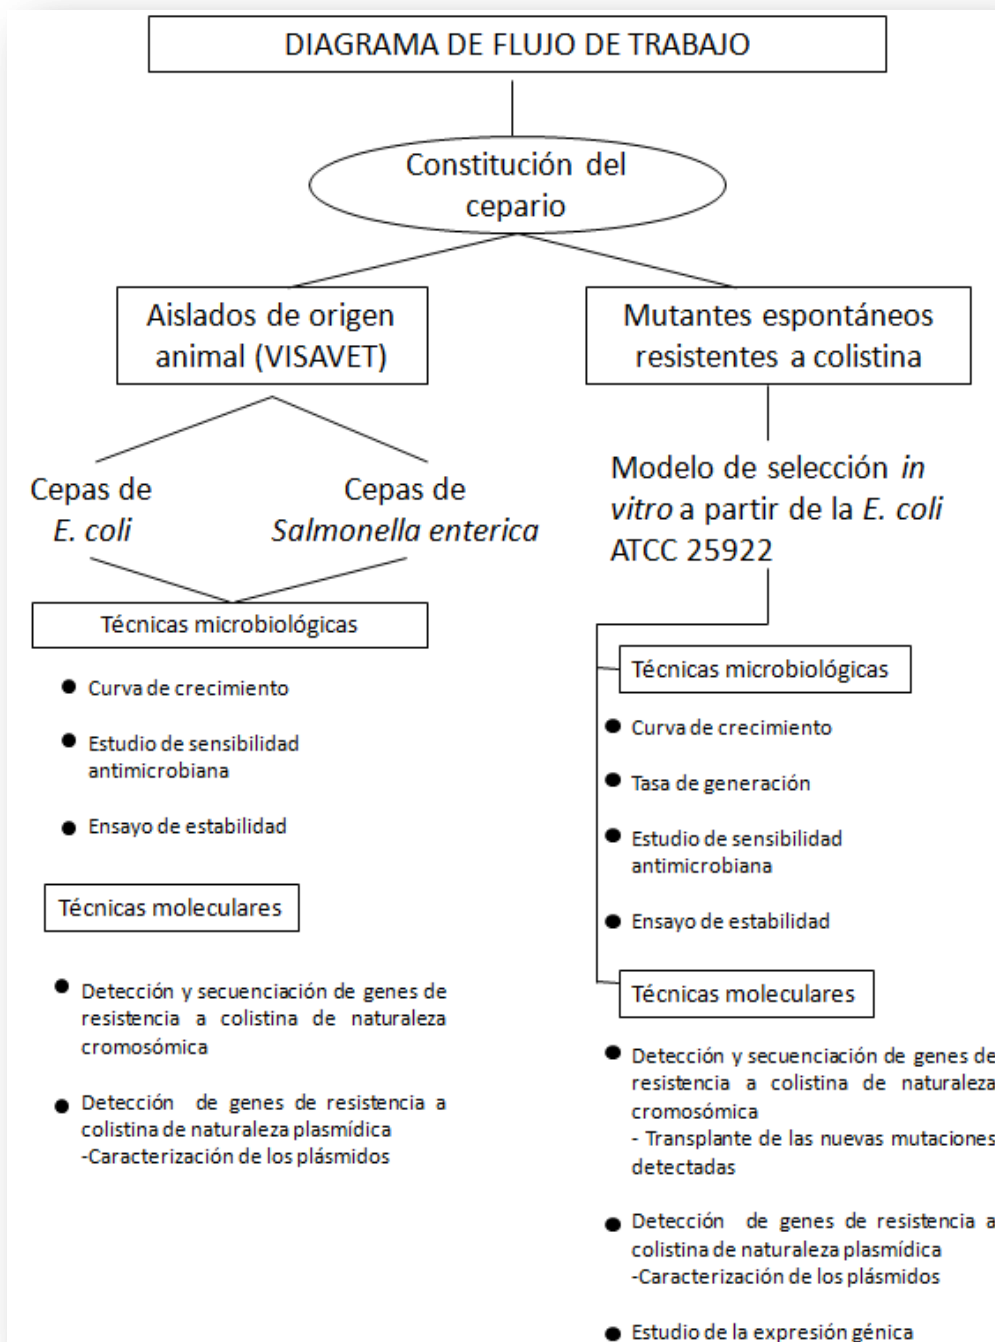 DIAGRAMA DE FLUJO DE TRABAJO
Constitución del
cepario
Aislados de origen
animal (VISAVET)
Cepas de
E. coli
Cepas de
Salmonella enterica
Técnicas microbiológicas
Curva de crecimiento
Estudio de sensibilidad
antimicrobiana
Ensayo de estabilidad
Técnicas moleculares
Detección y secuenciación de genes de
resistencia a colistina de naturaleza
cromosómica
Detección de genes de resistencia a
colistina de naturaleza plasmídica
-Caracterización de los plásmidos
Mutantes espontáneos
resistentes a colistina
Modelo de selección in
vitro a partir de la E. coli
ATCC 25922
Técnicas microbiológicas
Curva de crecimiento
Tasa de generación
Estudio de sensibilidad
antimicrobiana
Ensayo de estabilidad
Técnicas moleculares
Detección y secuenciación de genes de
resistencia a colistina de naturaleza
cromosómica
- Transplante de las nuevas mutaciones
detectadas
Detección de genes de resistencia a
colistina de naturaleza plasmídica
-Caracterización de los plásmidos
Estudio de la expresión génica